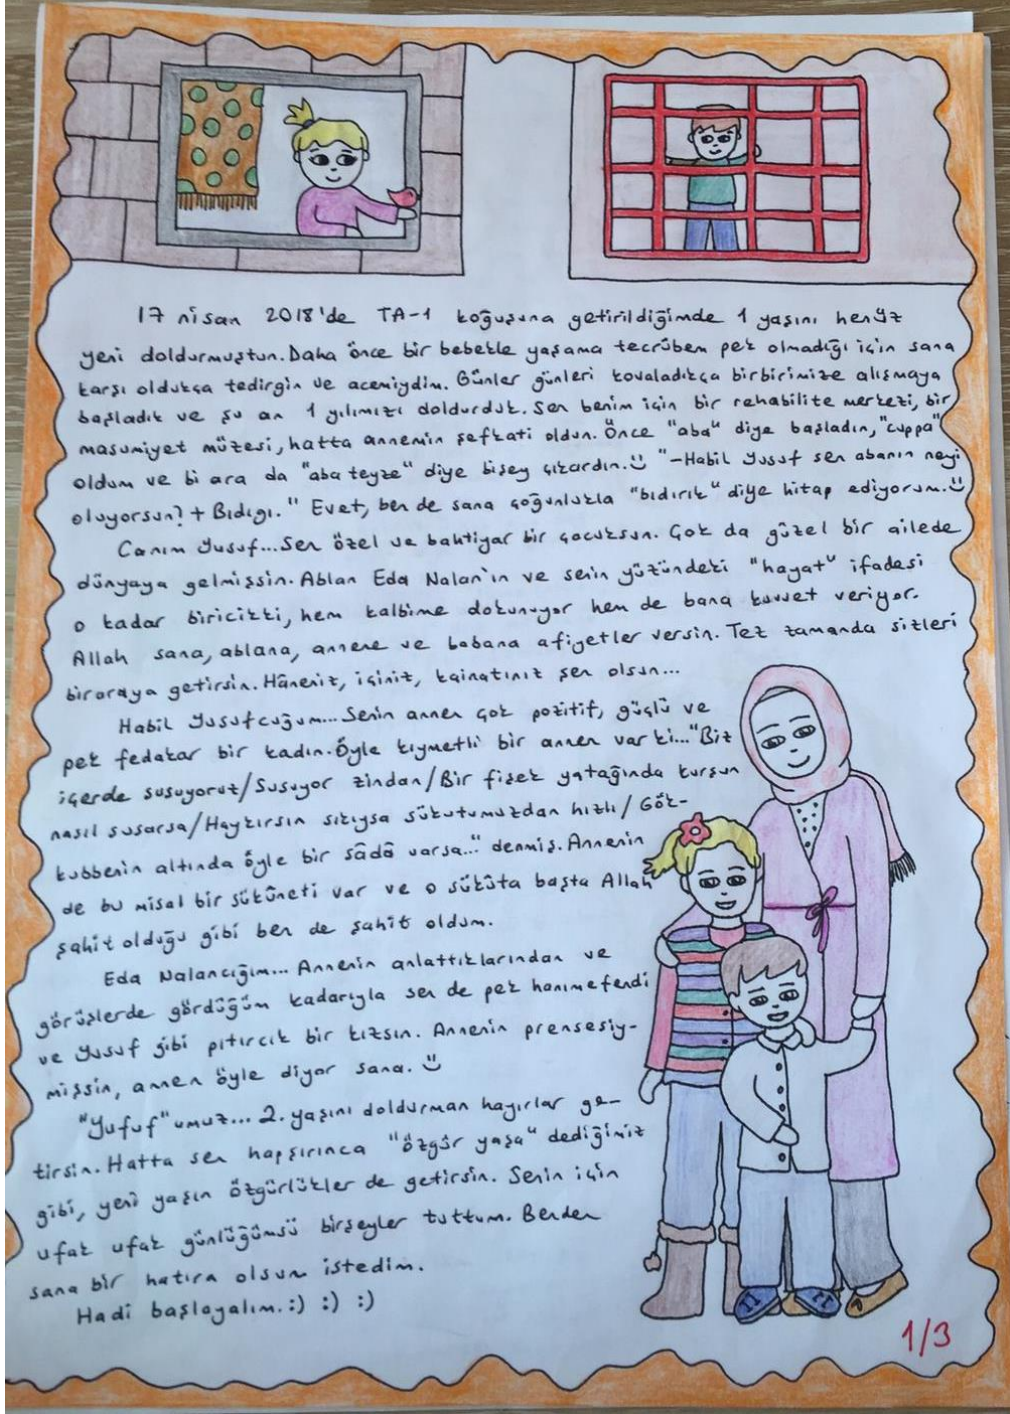 17 nisan 2018'de TA-1 koğuşuna getirildiğimde 1 yaşını henüz
yeni doldurmuştun. Daha önce bir bebekle yaşama tecrübem pek olmadığı için sana
karşı oldukça tedirgin ve acemiydim. Günler günleri kovaladıkça birbirimize alışmaya
başladık ve şu an 1 yılımızı doldurduk. Sen benim için bir rehabilite merkezi, bir
masumiyet müzesi, hatta annemin şefkati oldun. Önce "aba" diye başladın, "cuppa"
oldum ve bi ara da "aba teyze" diye bişey çıkardın.Ü "-Habil Yusuf sen abanın neyi
oluyorsun? + Bıdıgı." Evet, ben de sana çoğunlukla "bıdırık" diye hitap ediyorum.Ü
Canım Yusuf... Sen özel ve bahtiyar bir çocuksun. Çok da güzel bir ailede
dünyaya gelmişsin. Ablan Eda Nalan'ın ve senin yüzündeki "hayat" ifadesi
o kadar biricikki, hem kalbime dokunuyor hem de bana kuvvet veriyor.
Allah sana, ablana, annene ve babana afiyetler versin. Tez zamanda sizleri
biraraya getirsin. Hâneniz, içiniz, kainatınız şen olsun...
Habil Yusufcuğum... Senin annen çok pozitif, güçlü ve
pek fedakar bir kadın. Öyle kıymetli bir annen var ki... "Biz
içerde susuyoruz/Susuyor zindan/Bir fişek yatağında kurşun
nasıl susarsa/Haykırsın sıkıysa sükutumuzdan hızlı/Gök-
kubbenin altında öyle bir sâdâ varsa..." denmiş. Annenin
de bu misal bir sükûneti var ve o sükûta başta Allah
şahit olduğu gibi ben de şahit oldum.
Eda Nalancığım... Annenin anlattıklarından ve
görüşlerde gördüğüm kadarıyla sen de pek hanımefendi
ve Yusuf gibi pıtırcık bir kızsın. Annenin prensesiy-
mişsin, annen öyle diyor sana. Ü
"Yufuf"umuz... 2. yaşını doldurman hayırlar ge-
tirsin. Hatta sen hapşırınca "özgür yaşa" dediğimiz
gibi, yeni yaşın özgürlükler de getirsin. Senin için
ufak ufak günlüğümsü birşeyler tuttum. Benden
sana bir hatıra olsun istedim.
Hadi başlayalım. :) :) :)
1/3